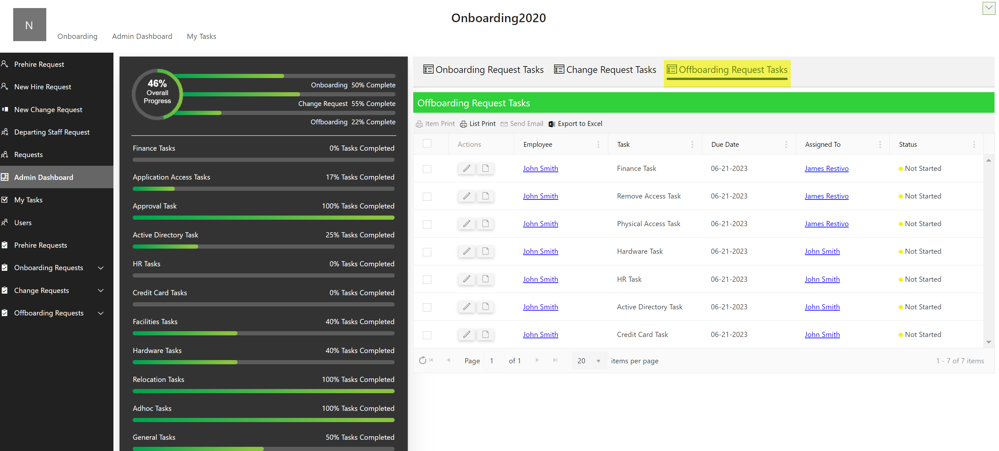 Onboarding2020
N
Onboarding Admin Dashboard My Tasks
Prehire Request
New Hire Request
New Change Request
Departing Staff Request
Requests
Admin Dashboard
My Tasks
Users
Prehire Requests
Onboarding Requests
Change Requests
Offboarding Requests
46%
Overall
Progress
Onboarding 50% Complete
Change Request 55% Complete
Offboarding 22% Complete
Finance Tasks 0% Tasks Completed
Application Access Tasks 17% Tasks Completed
Approval Task 100% Tasks Completed
Active Directory Task 25% Tasks Completed
HR Tasks 0% Tasks Completed
Credit Card Tasks 0% Tasks Completed
Facilities Tasks 40% Tasks Completed
Hardware Tasks 40% Tasks Completed
Relocation Tasks 100% Tasks Completed
Adhoc Tasks 100% Tasks Completed
General Tasks 50% Tasks Completed
Onboarding Request Tasks Change Request Tasks Offboarding Request Tasks
Offboarding Request Tasks
Item Print List Print Send Email Export to Excel
Actions Employee Task Due Date Assigned To Status
John Smith Finance Task 06-21-2023 James Restivo Not Started
John Smith Remove Access Task 06-21-2023 James Restivo Not Started
John Smith Physical Access Task 06-21-2023 James Restivo Not Started
John Smith Hardware Task 06-21-2023 John Smith Not Started
John Smith HR Task 06-21-2023 John Smith Not Started
John Smith Active Directory Task 06-21-2023 John Smith Not Started
John Smith Credit Card Task 06-21-2023 John Smith Not Started
Page 1 of 1 20 items per page 1 - 7 of 7 items